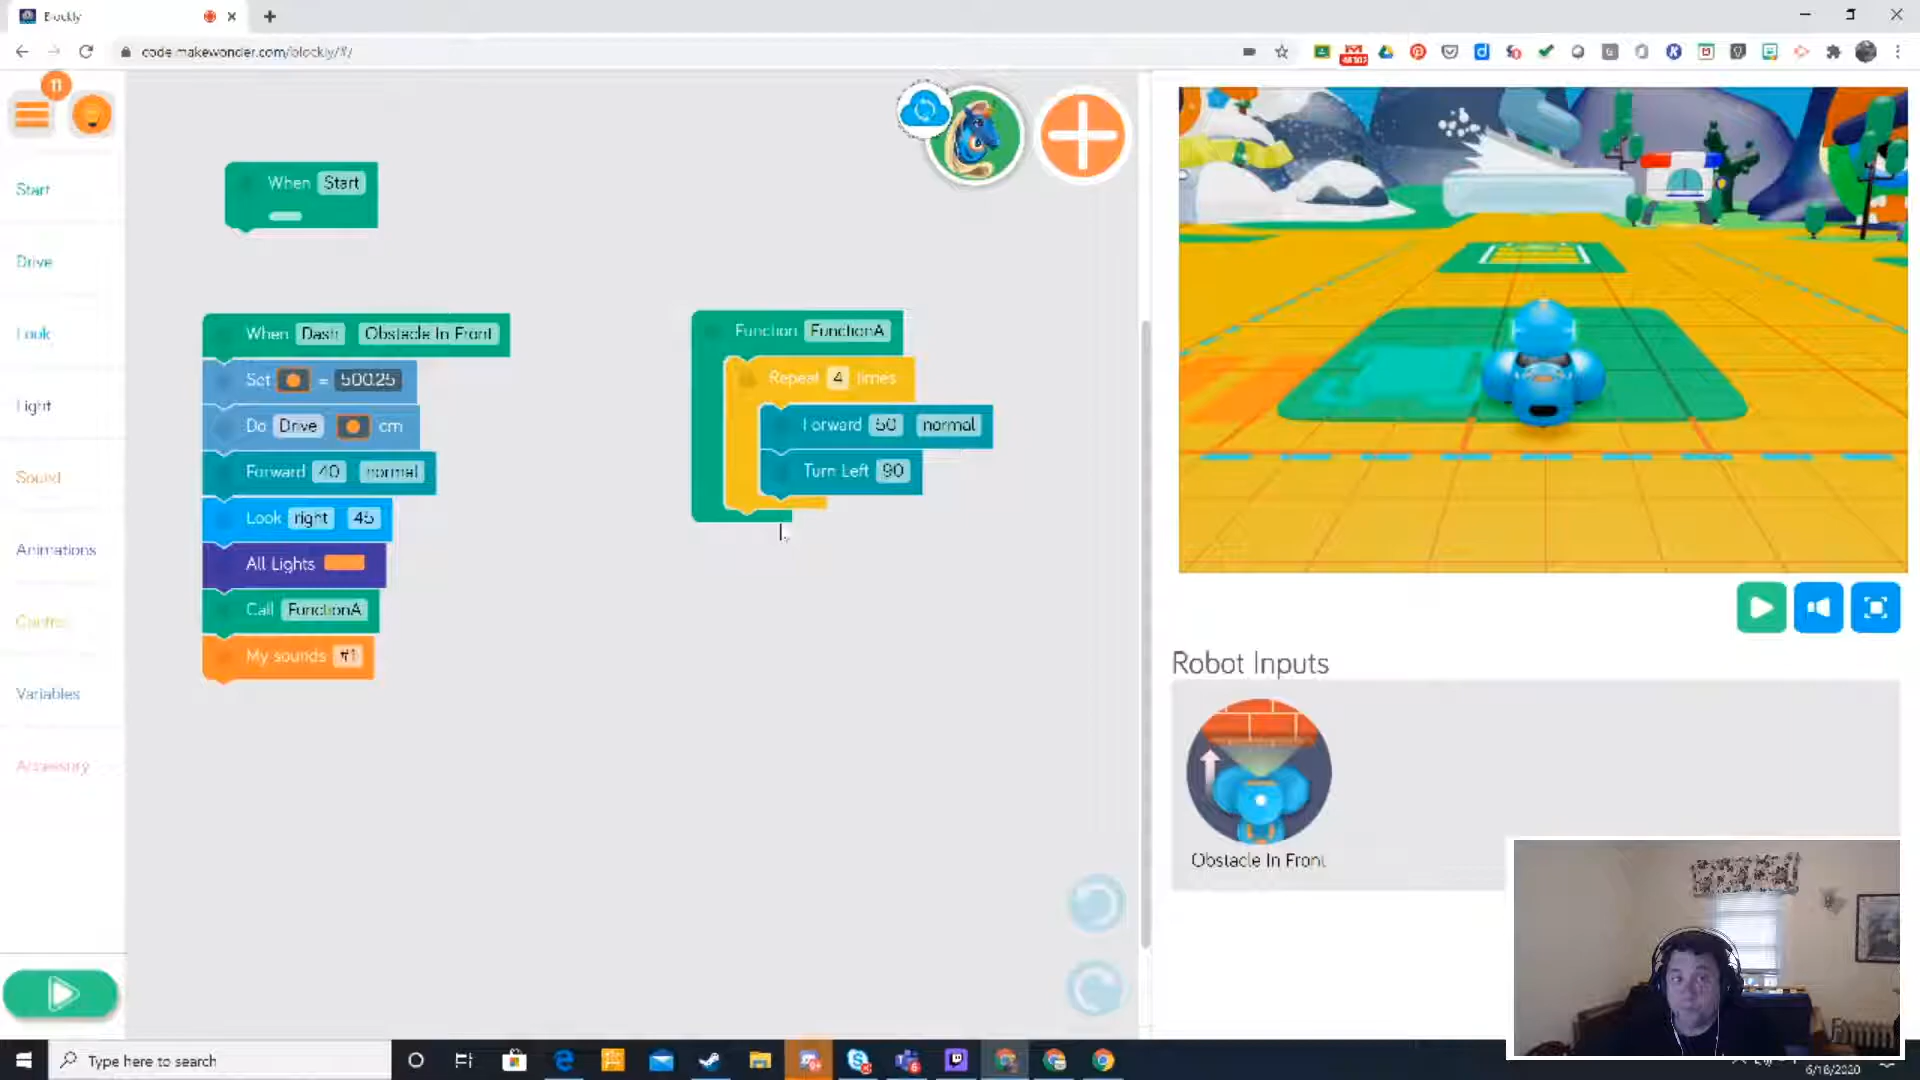 Blockly
code.makewonder.com/blockly/#/
11
Start
Drive
Look
Light
Sound
Animations
Control
Variables
Accessory
When Start
When Dash Obstacle In Front
Set = 500.25
Do Drive cm
Forward 40 normal
Look right 45
All Lights
Call FunctionA
My sounds #1
Function FunctionA
Repeat 4 times
Forward 50 normal
Turn Left 90
Robot Inputs
Obstacle In Front
Type here to search
6/18/2020